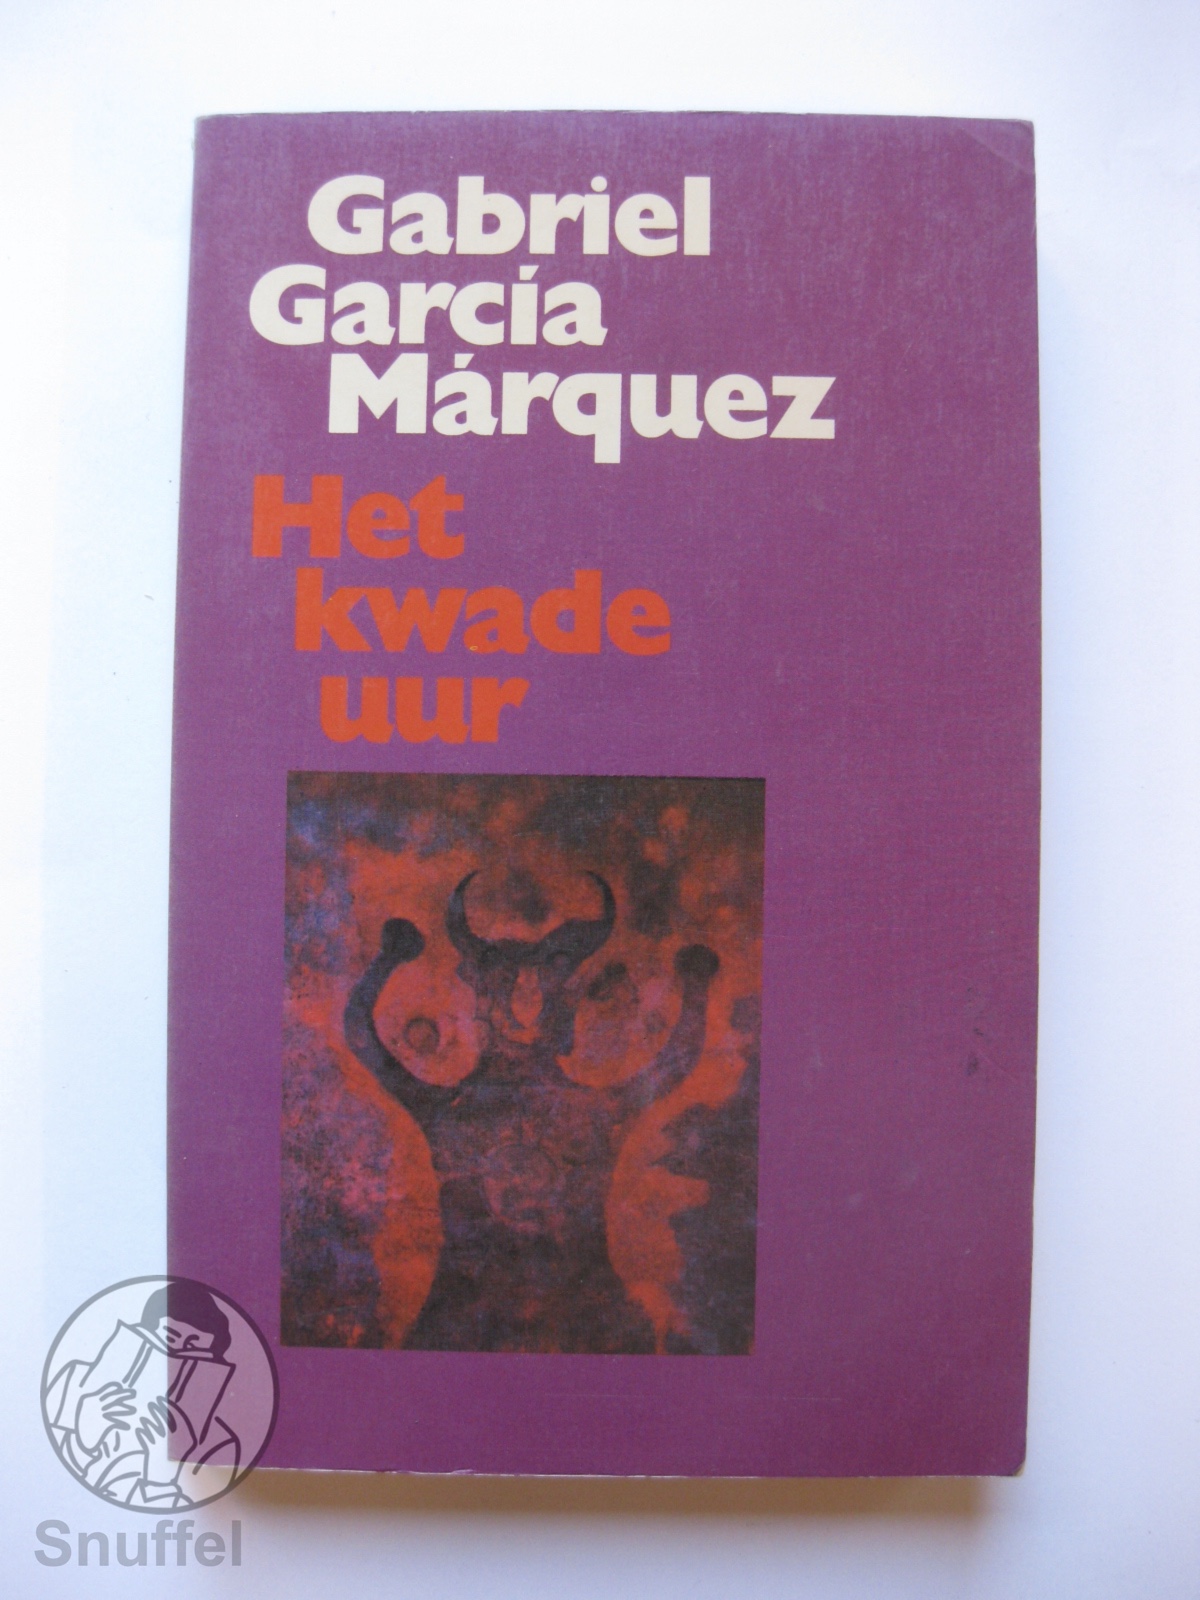 Gabriel
García
Márquez
Het
kwade
uur
Snuffel